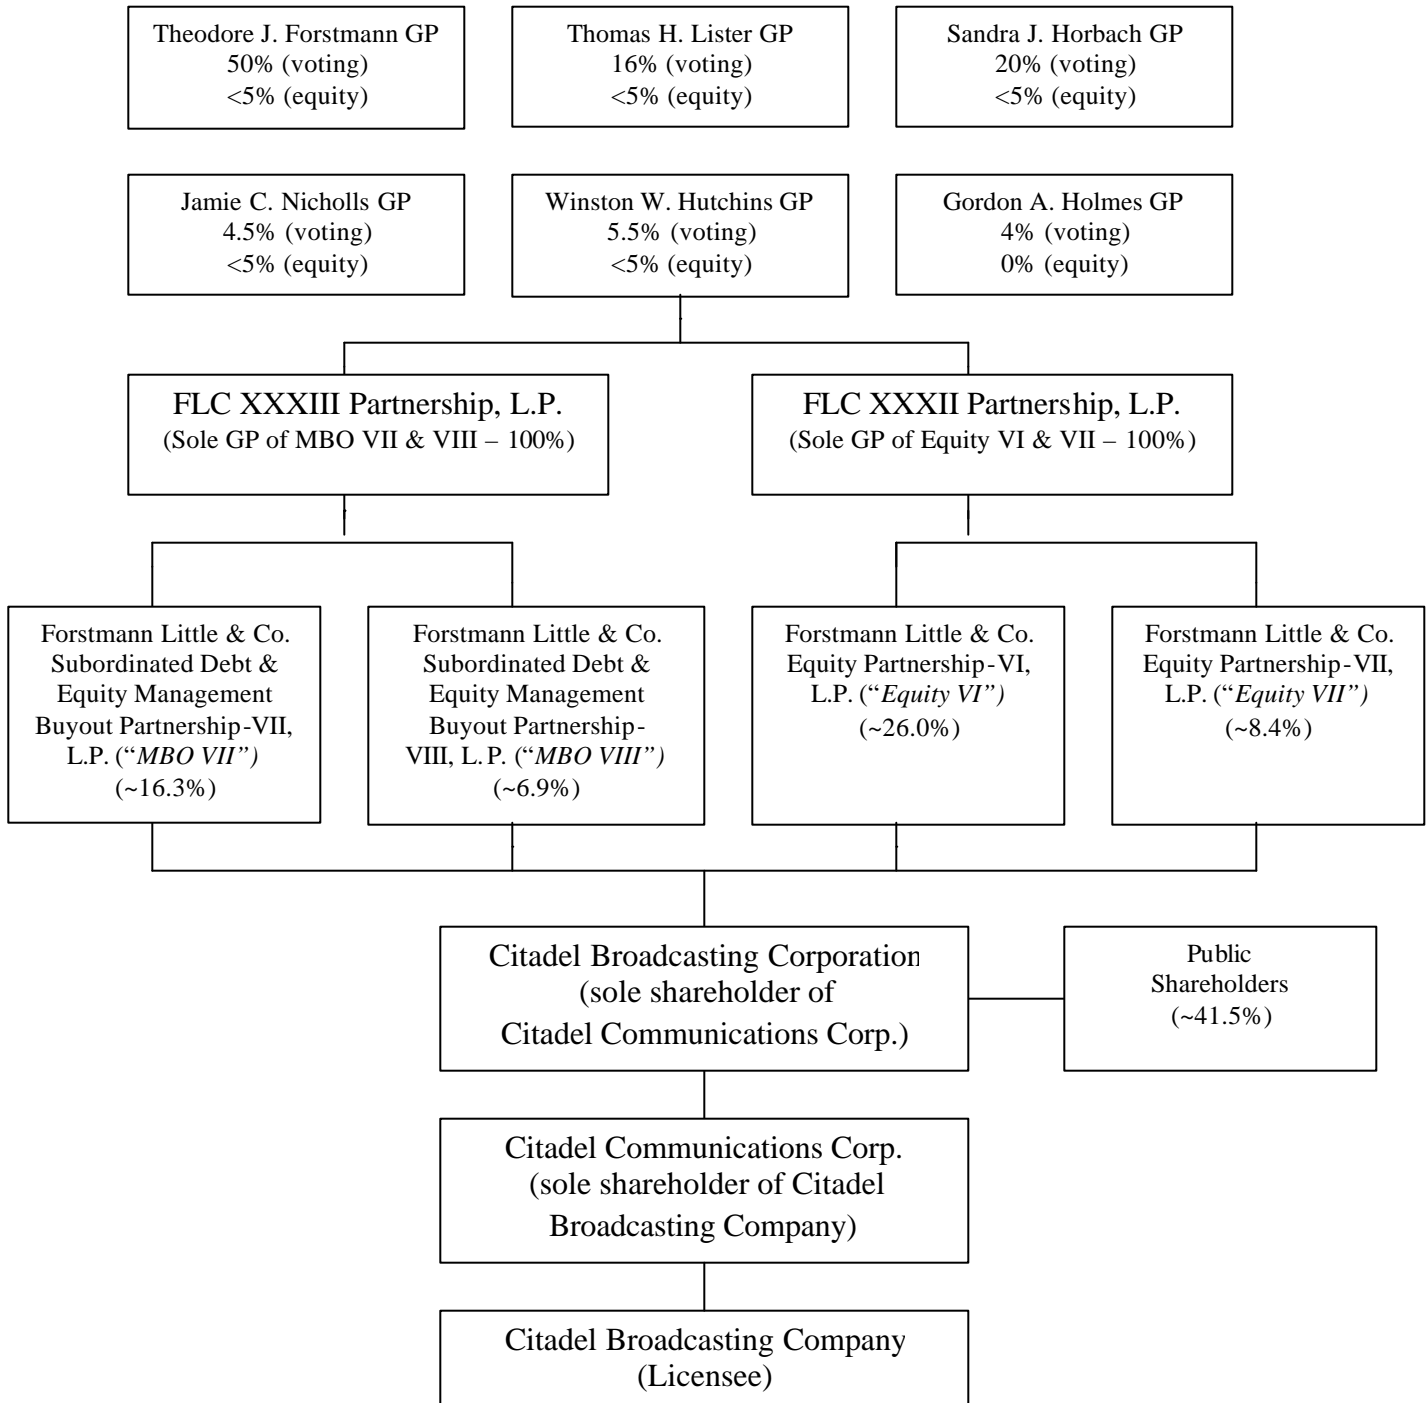 Theodore J. Forstmann GP
50% (voting)
<5% (equity)
Thomas H. Lister GP
16% (voting)
<5% (equity)
Sandra J. Horbach GP
20% (voting)
<5% (equity)
Jamie C. Nicholls GP
4.5% (voting)
<5% (equity)
Winston W. Hutchins GP
5.5% (voting)
<5% (equity)
Gordon A. Holmes GP
4% (voting)
0% (equity)
FLC XXXIII Partnership, L.P.
(Sole GP of MBO VII & VIII – 100%)
FLC XXXII Partnership, L.P.
(Sole GP of Equity VI & VII – 100%)
Forstmann Little & Co.
Subordinated Debt &
Equity Management
Buyout Partnership-VII,
L.P. (“MBO VII”)
(~16.3%)
Forstmann Little & Co.
Subordinated Debt &
Equity Management
Buyout Partnership-
VIII, L.P. (“MBO VIII”)
(~6.9%)
Forstmann Little & Co.
Equity Partnership-VI,
L.P. (“Equity VI”)
(~26.0%)
Forstmann Little & Co.
Equity Partnership-VII,
L.P. (“Equity VII”)
(~8.4%)
Citadel Broadcasting Corporation
(sole shareholder of
Citadel Communications Corp.)
Public
Shareholders
(~41.5%)
Citadel Communications Corp.
(sole shareholder of Citadel
Broadcasting Company)
Citadel Broadcasting Company
(Licensee)